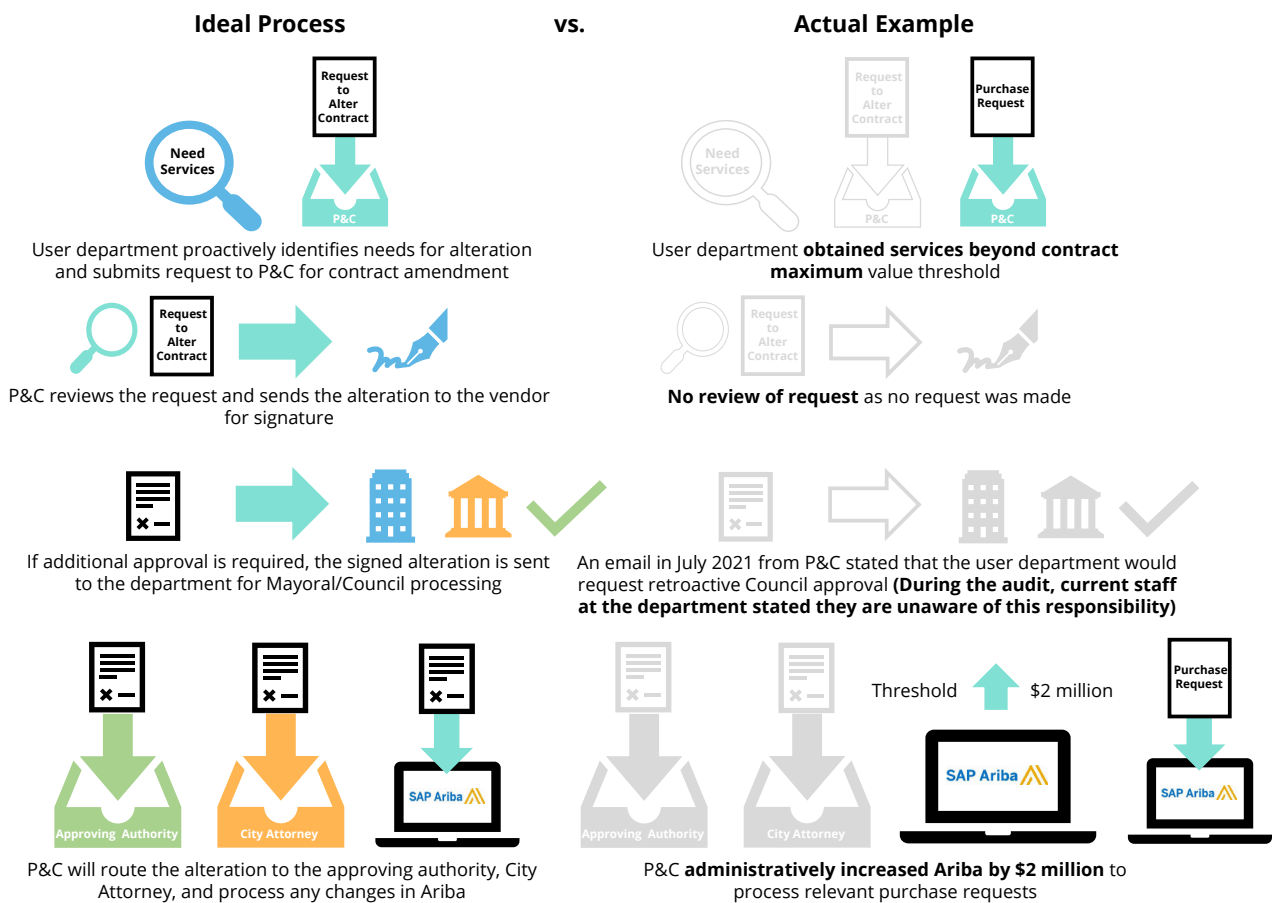 Ideal Process
vs.
Actual Example
Request
to
Alter
Contract
Need
Services
P&C
User department proactively identifies needs for alteration
and submits request to P&C for contract amendment
Request
to
Alter
Contract
Need
Services
P&C
Purchase
Request
P&C
User department obtained services beyond contract
maximum value threshold
Request
to
Alter
Contract
P&C reviews the request and sends the alteration to the vendor
for signature
Request
to
Alter
Contract
No review of request as no request was made
If additional approval is required, the signed alteration is sent
to the department for Mayoral/Council processing
An email in July 2021 from P&C stated that the user department would
request retroactive Council approval (During the audit, current staff
at the department stated they are unaware of this responsibility)
Approving Authority
City Attorney
SAP Ariba
P&C will route the alteration to the approving authority, City
Attorney, and process any changes in Ariba
Approving Authority
City Attorney
Threshold
$2 million
SAP Ariba
Purchase
Request
SAP Ariba
P&C administratively increased Ariba by $2 million to
process relevant purchase requests